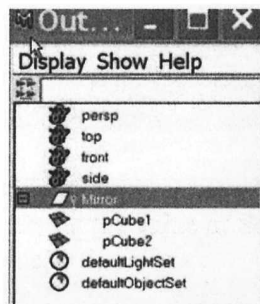 Out...
Display Show Help
persp
top
front
side
Mirror
pCube1
pCube2
defaultLightSet
defaultObjectSet